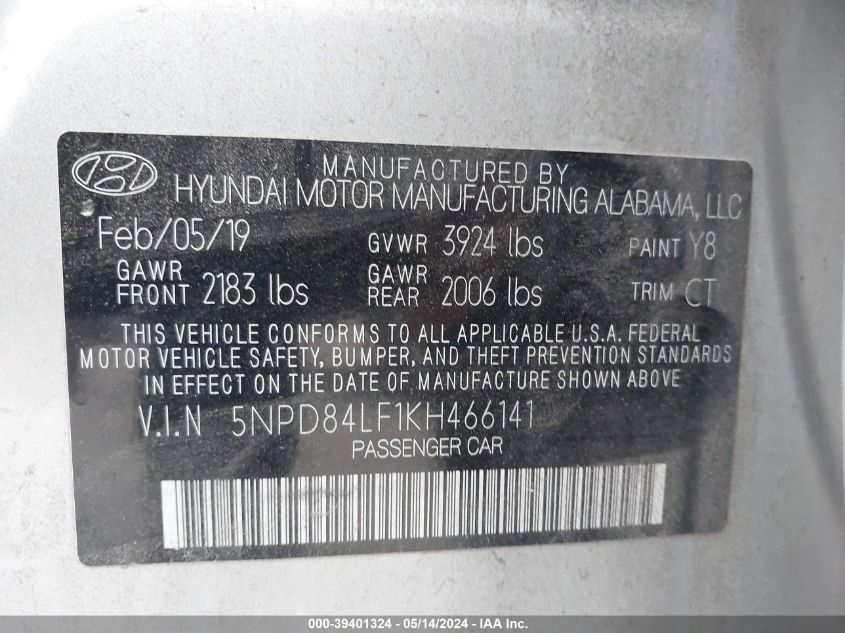 MANUFACTURED BY
HYUNDAI MOTOR MANUFACTURING ALABAMA, LLC
Feb/05/19 GVWR 3924 lbs PAINT Y8
GAWR FRONT 2183 lbs GAWR REAR 2006 lbs TRIM CT
THIS VEHICLE CONFORMS TO ALL APPLICABLE U.S.A. FEDERAL
MOTOR VEHICLE SAFETY, BUMPER, AND THEFT PREVENTION STANDARDS
IN EFFECT ON THE DATE OF MANUFACTURE SHOWN ABOVE
V.I.N 5NPD84LF1KH466141
PASSENGER CAR
000-39401324 - 05/14/2024 - IAA Inc.